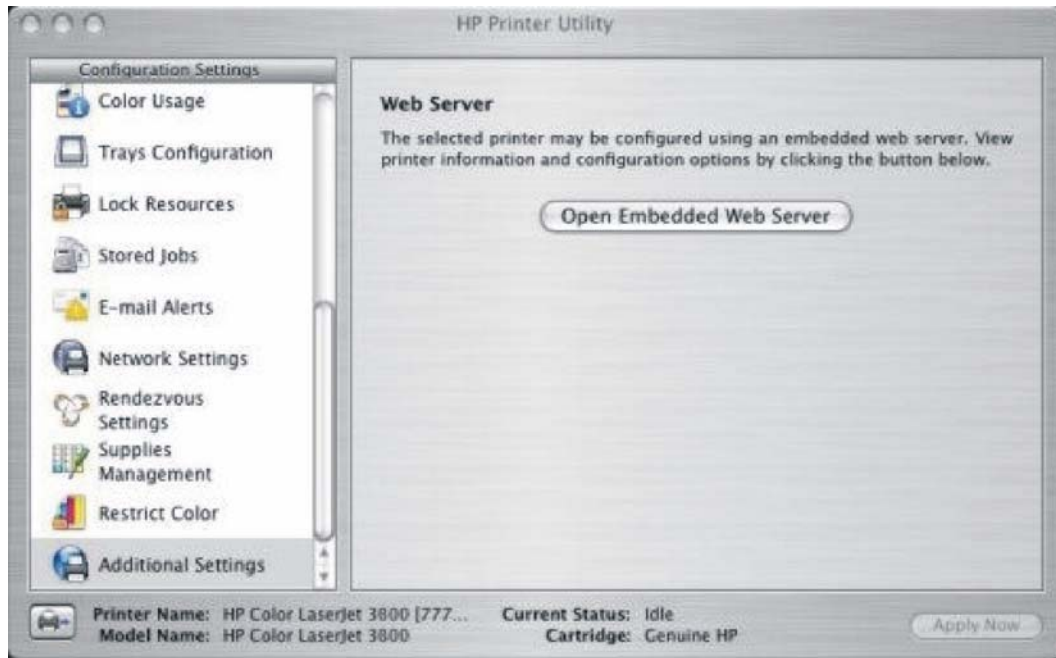 HP Printer Utility
Configuration Settings
Color Usage
Trays Configuration
Lock Resources
Stored Jobs
E-mail Alerts
Network Settings
Rendezvous
Settings
Supplies
Management
Restrict Color
Additional Settings
Web Server
The selected printer may be configured using an embedded web server. View
printer information and configuration options by clicking the button below.
Open Embedded Web Server
Printer Name: HP Color LaserJet 3800 [777...
Model Name: HP Color LaserJet 3800
Current Status: Idle
Cartridge: Genuine HP
Apply Now